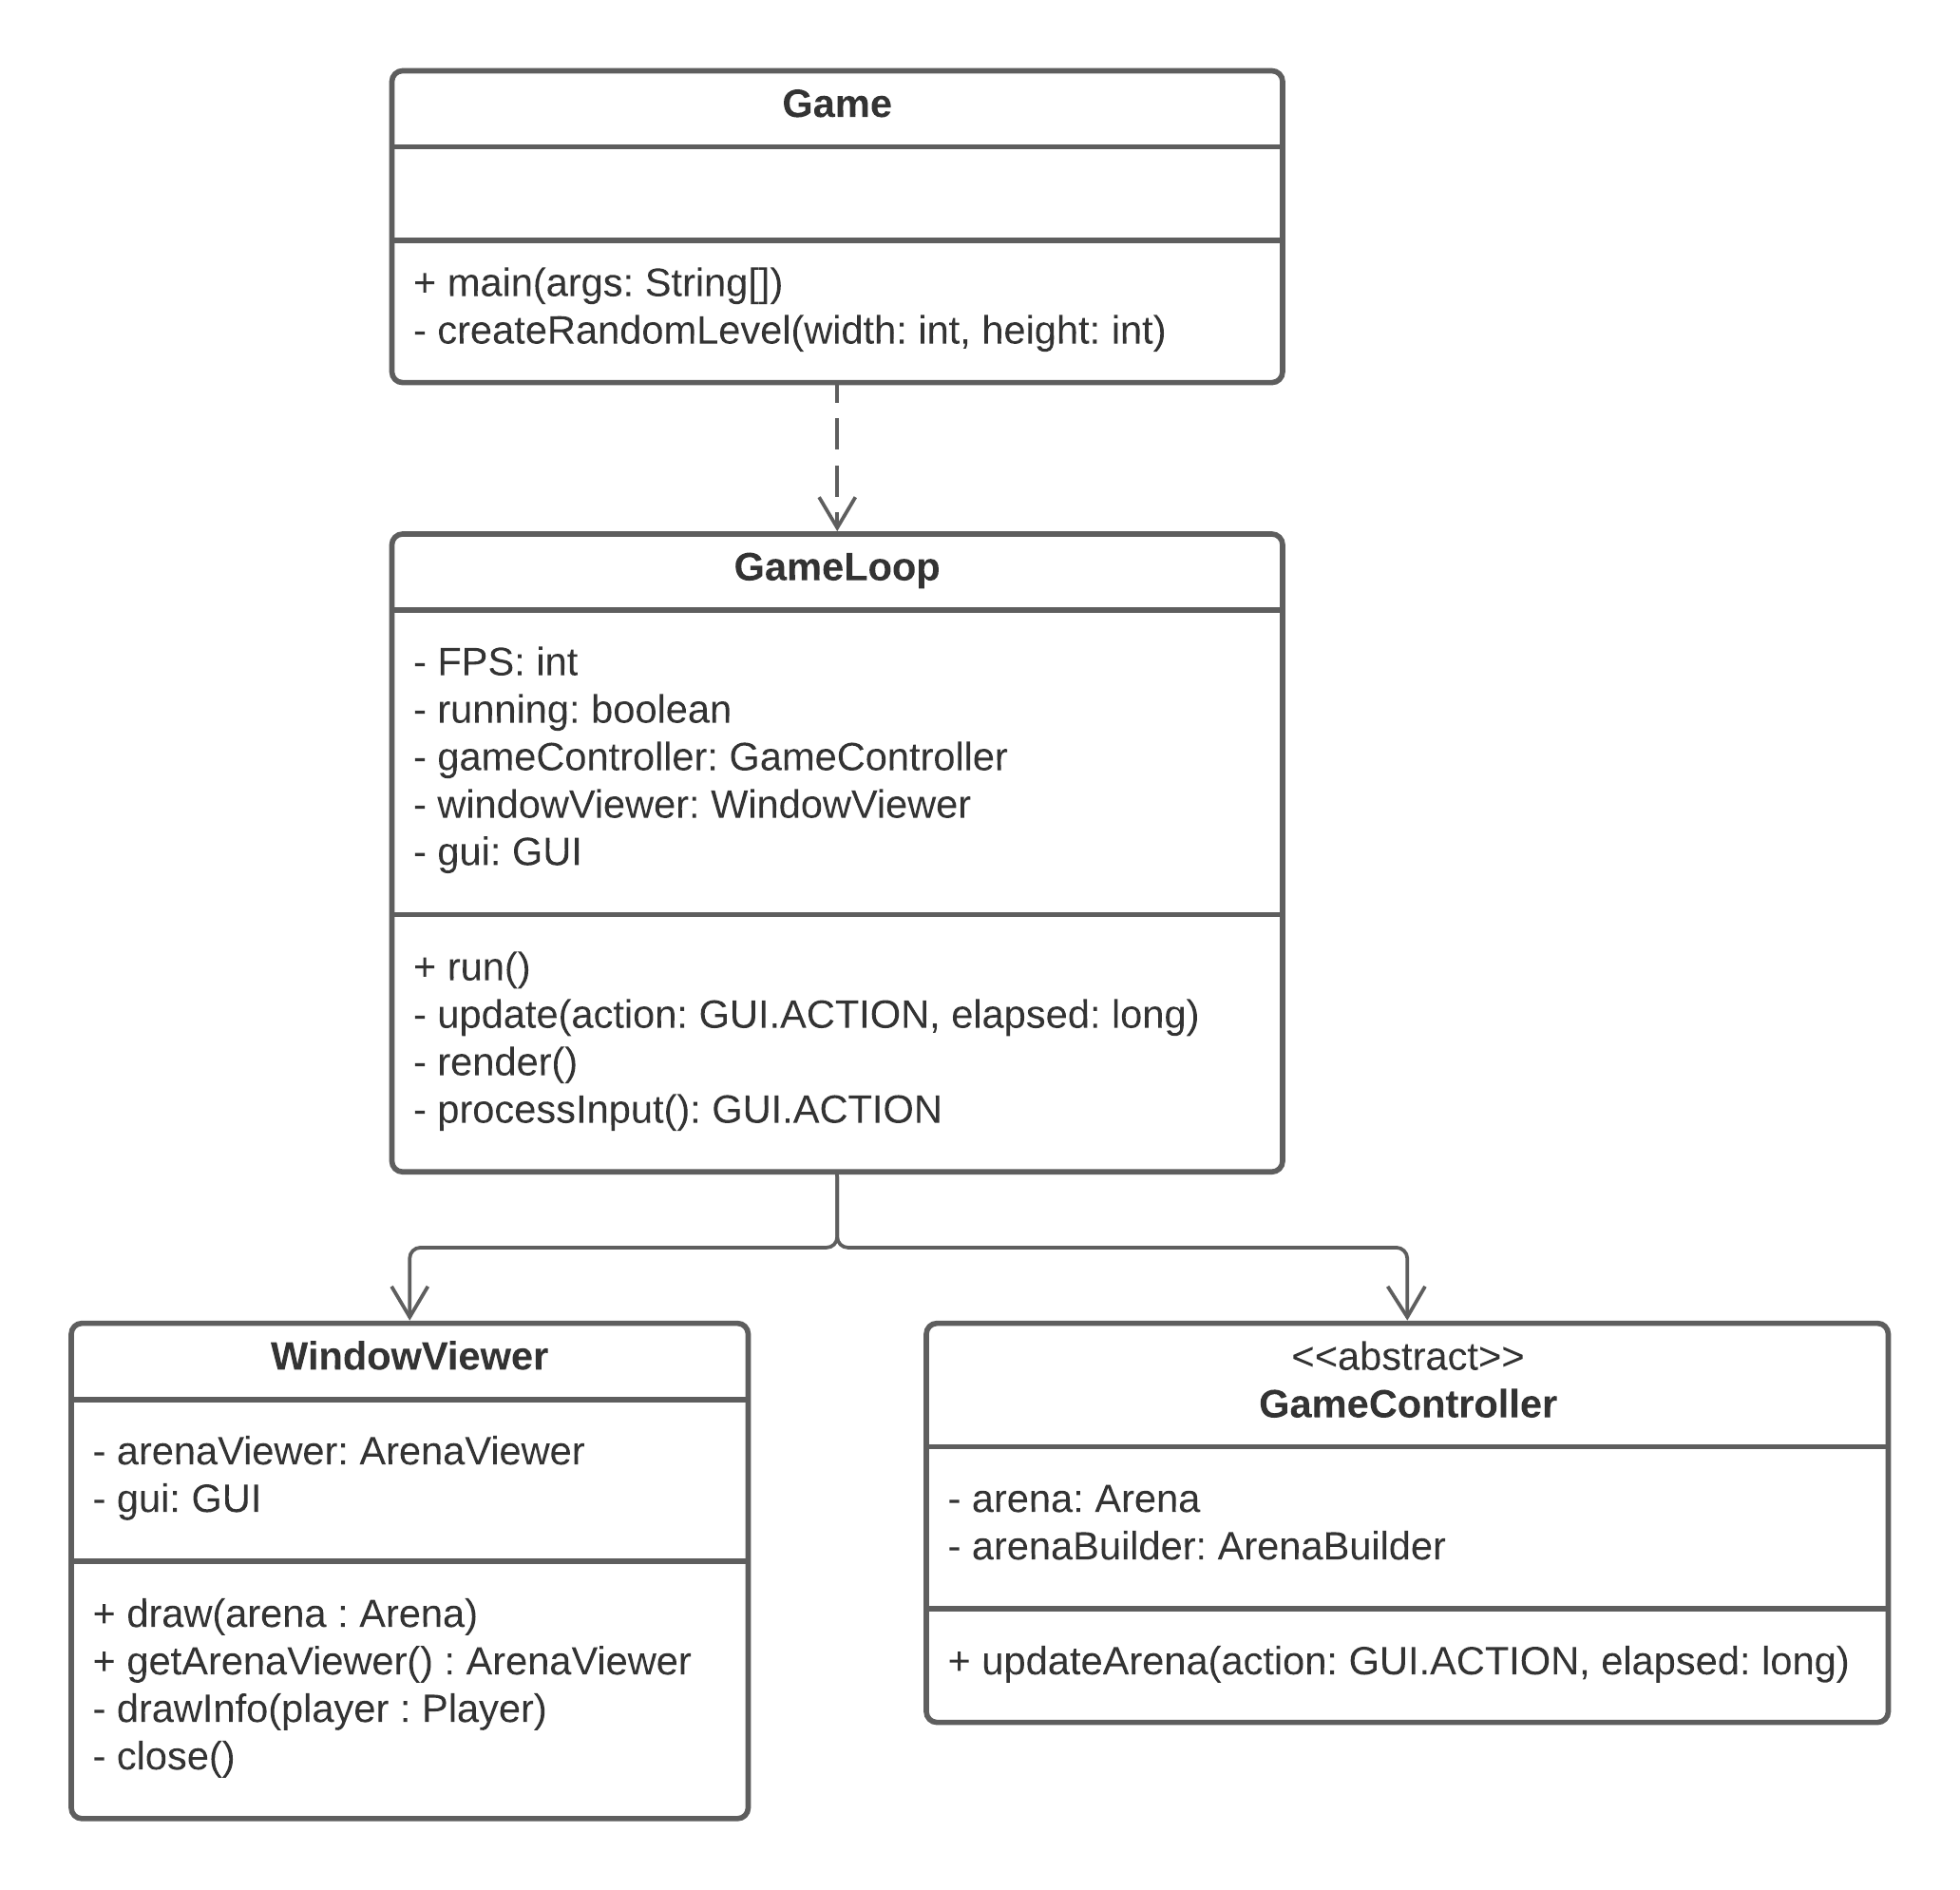 Game
+ main(args: String[])
- createRandomLevel(width: int, height: int)
GameLoop
- FPS: int
- running: boolean
- gameController: GameController
- windowViewer: WindowViewer
- gui: GUI
+ run()
- update(action: GUI.ACTION, elapsed: long)
- render()
- processInput(): GUI.ACTION
WindowViewer
- arenaViewer: ArenaViewer
- gui: GUI
+ draw(arena : Arena)
+ getArenaViewer() : ArenaViewer
- drawInfo(player : Player)
- close()
<<abstract>>
GameController
- arena: Arena
- arenaBuilder: ArenaBuilder
+ updateArena(action: GUI.ACTION, elapsed: long)